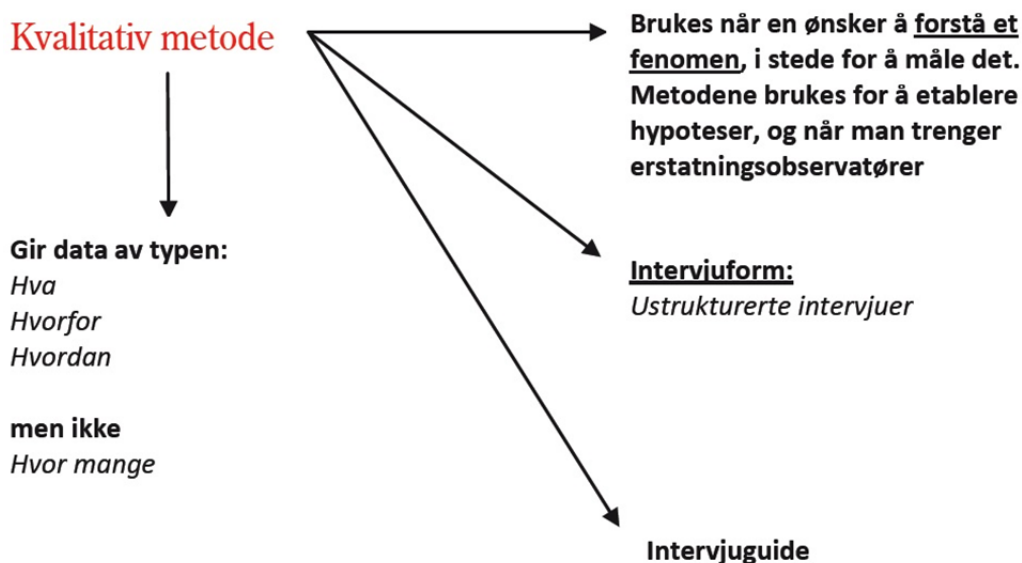 Kvalitativ metode
Brukes når en ønsker å forstå et
fenomen, i stede for å måle det.
Metodene brukes for å etablere
hypoteser, og når man trenger
erstatningsobservatører
Gir data av typen:
Hva
Hvorfor
Hvordan
men ikke
Hvor mange
Intervjuform:
Ustrukturerte intervjuer
Intervjuguide